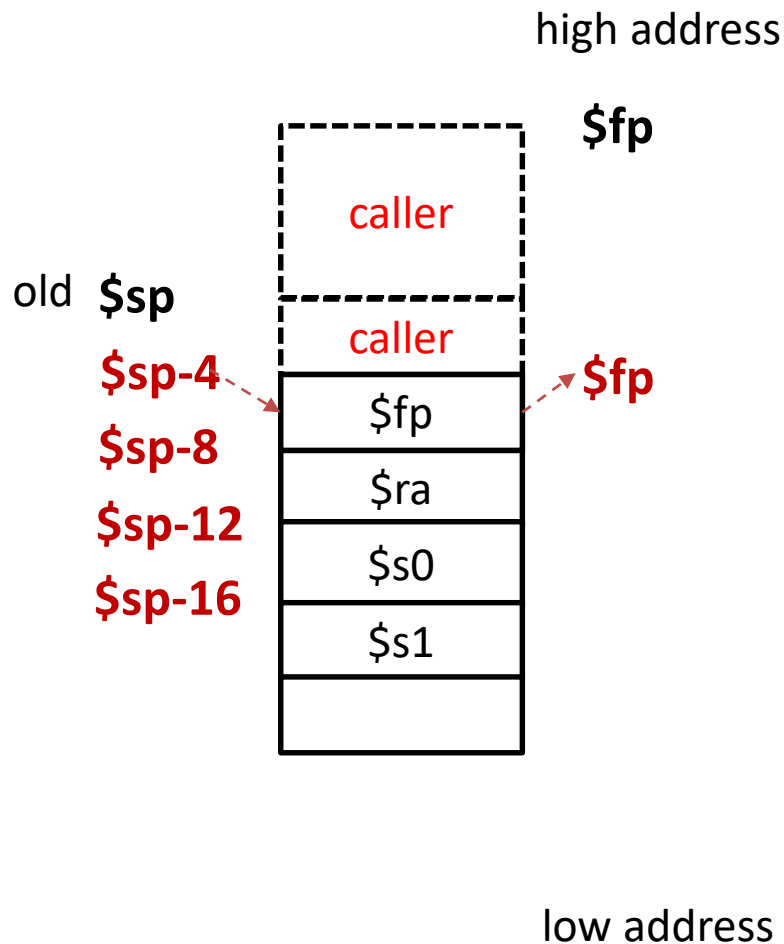 high address
$fp
caller
old $sp
caller
$sp-4
$fp
$fp
$sp-8
$ra
$sp-12
$s0
$sp-16
$s1
low address